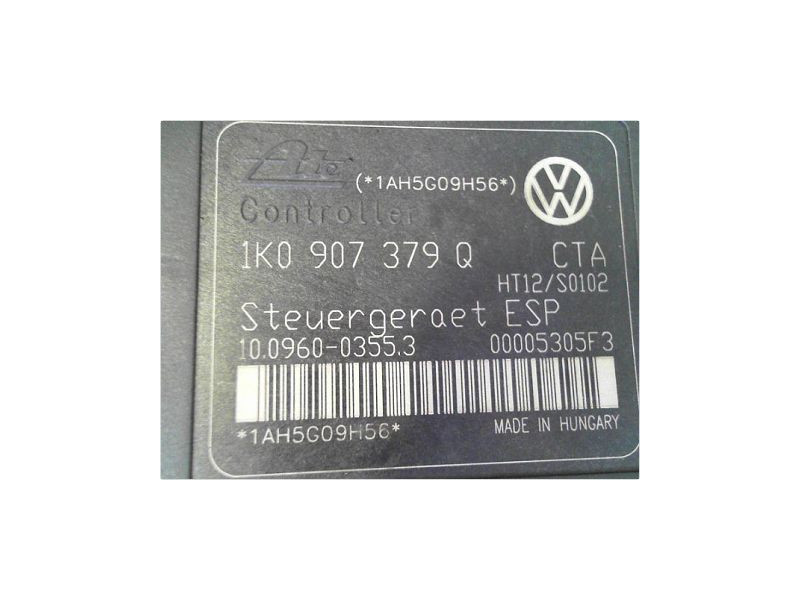 Ate (*1AH5G09H56*)
Controller
1K0 907 379 Q CTA
HT12/S0102
Steuergeraet ESP
10.0960-0355.3 00005305F3
*1AH5G09H56* MADE IN HUNGARY